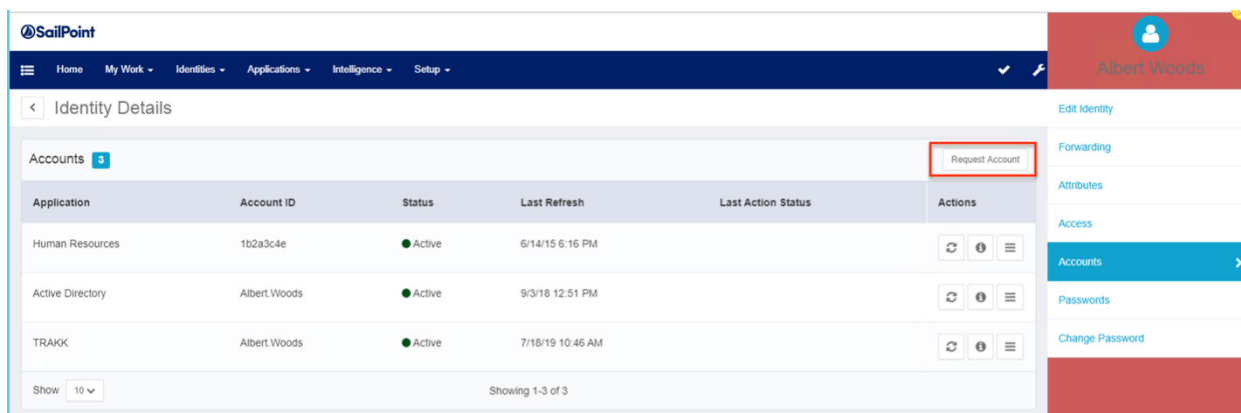 SailPoint
Home My Work Identities Applications Intelligence Setup
Albert Woods
Identity Details
Edit Identity
Forwarding
Attributes
Access
Accounts
Passwords
Change Password
Accounts 3 Request Account
Application Account ID Status Last Refresh Last Action Status Actions
Human Resources 1b2a3c4e Active 6/14/15 6:16 PM
Active Directory Albert.Woods Active 9/3/18 12:51 PM
TRAKK Albert.Woods Active 7/18/19 10:46 AM
Show 10 Showing 1-3 of 3